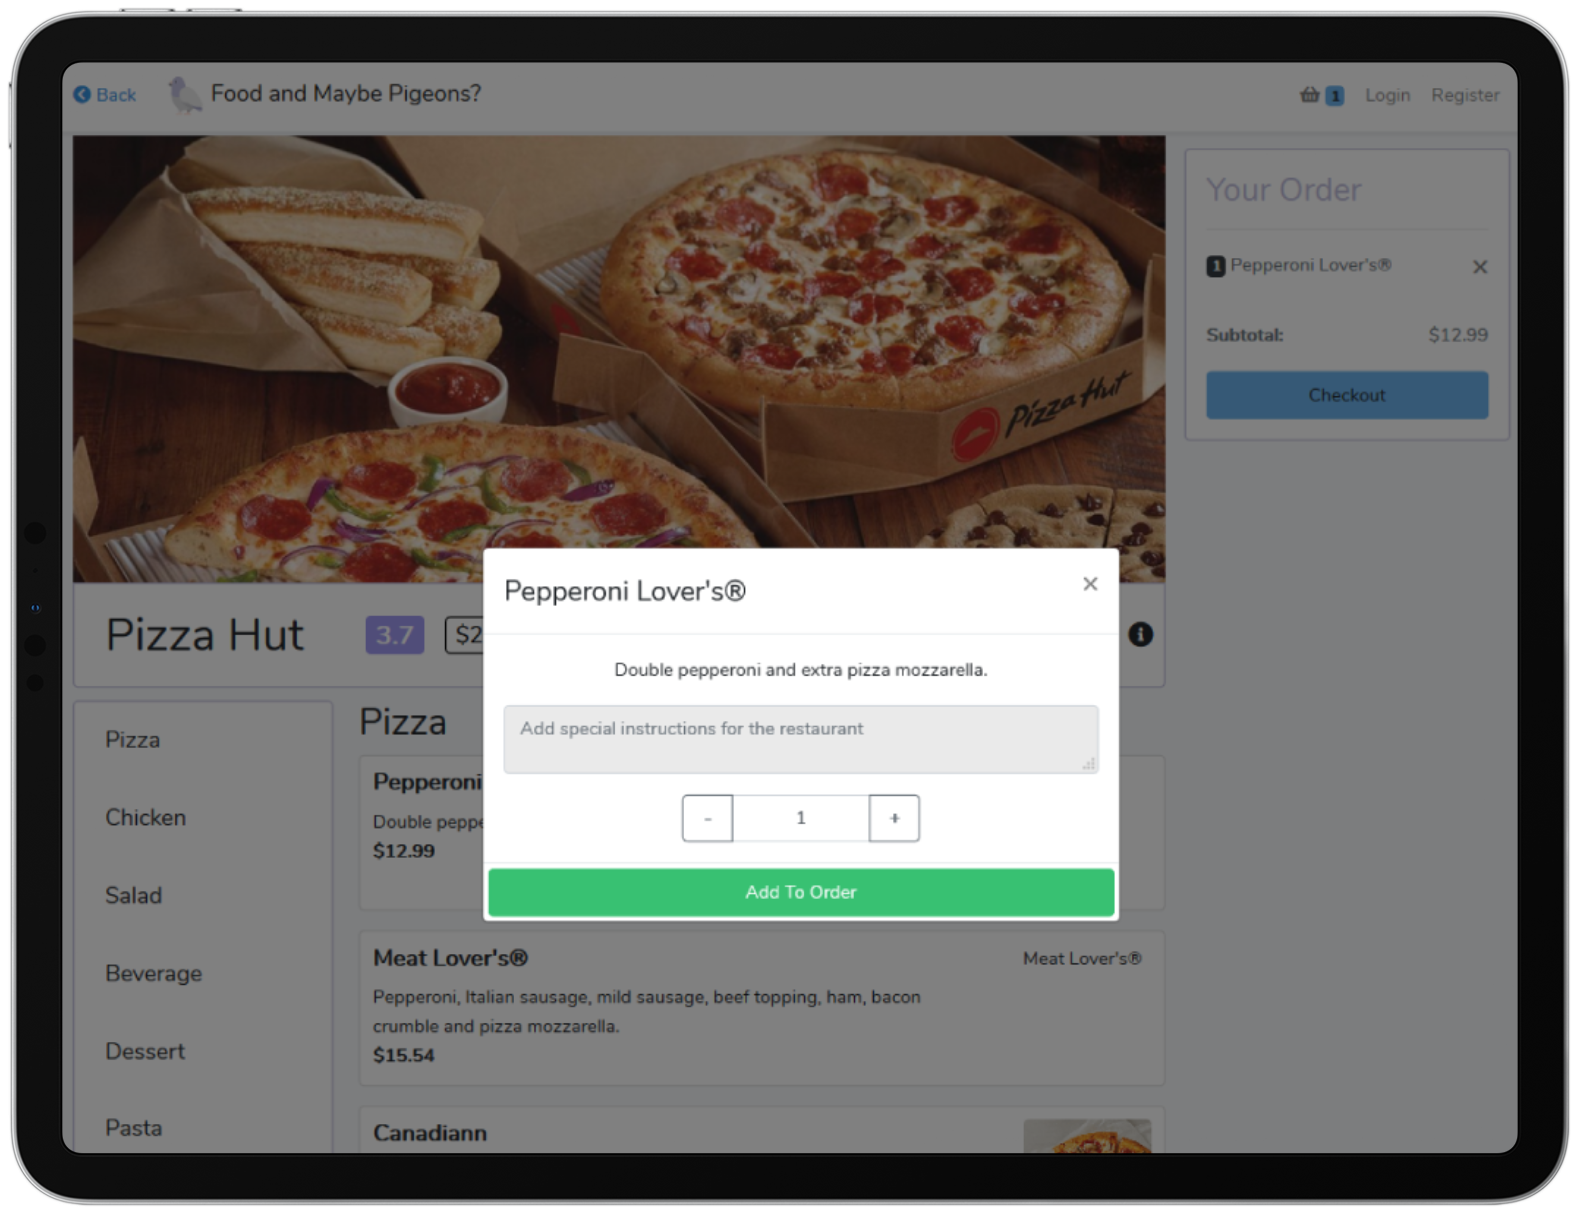 Back
Food and Maybe Pigeons?
1
Login
Register
Pizza Hut
Your Order
1 Pepperoni Lover's®
Subtotal: $12.99
Checkout
Pizza Hut
3.7
$2
Pepperoni Lover's®
×
Double pepperoni and extra pizza mozzarella.
Add special instructions for the restaurant
- 1 +
Add To Order
Pizza
Chicken
Salad
Beverage
Dessert
Pasta
Pizza
Pepperoni
Double peppe
$12.99
Meat Lover's®
Meat Lover's®
Pepperoni, Italian sausage, mild sausage, beef topping, ham, bacon
crumble and pizza mozzarella.
$15.54
Canadiann